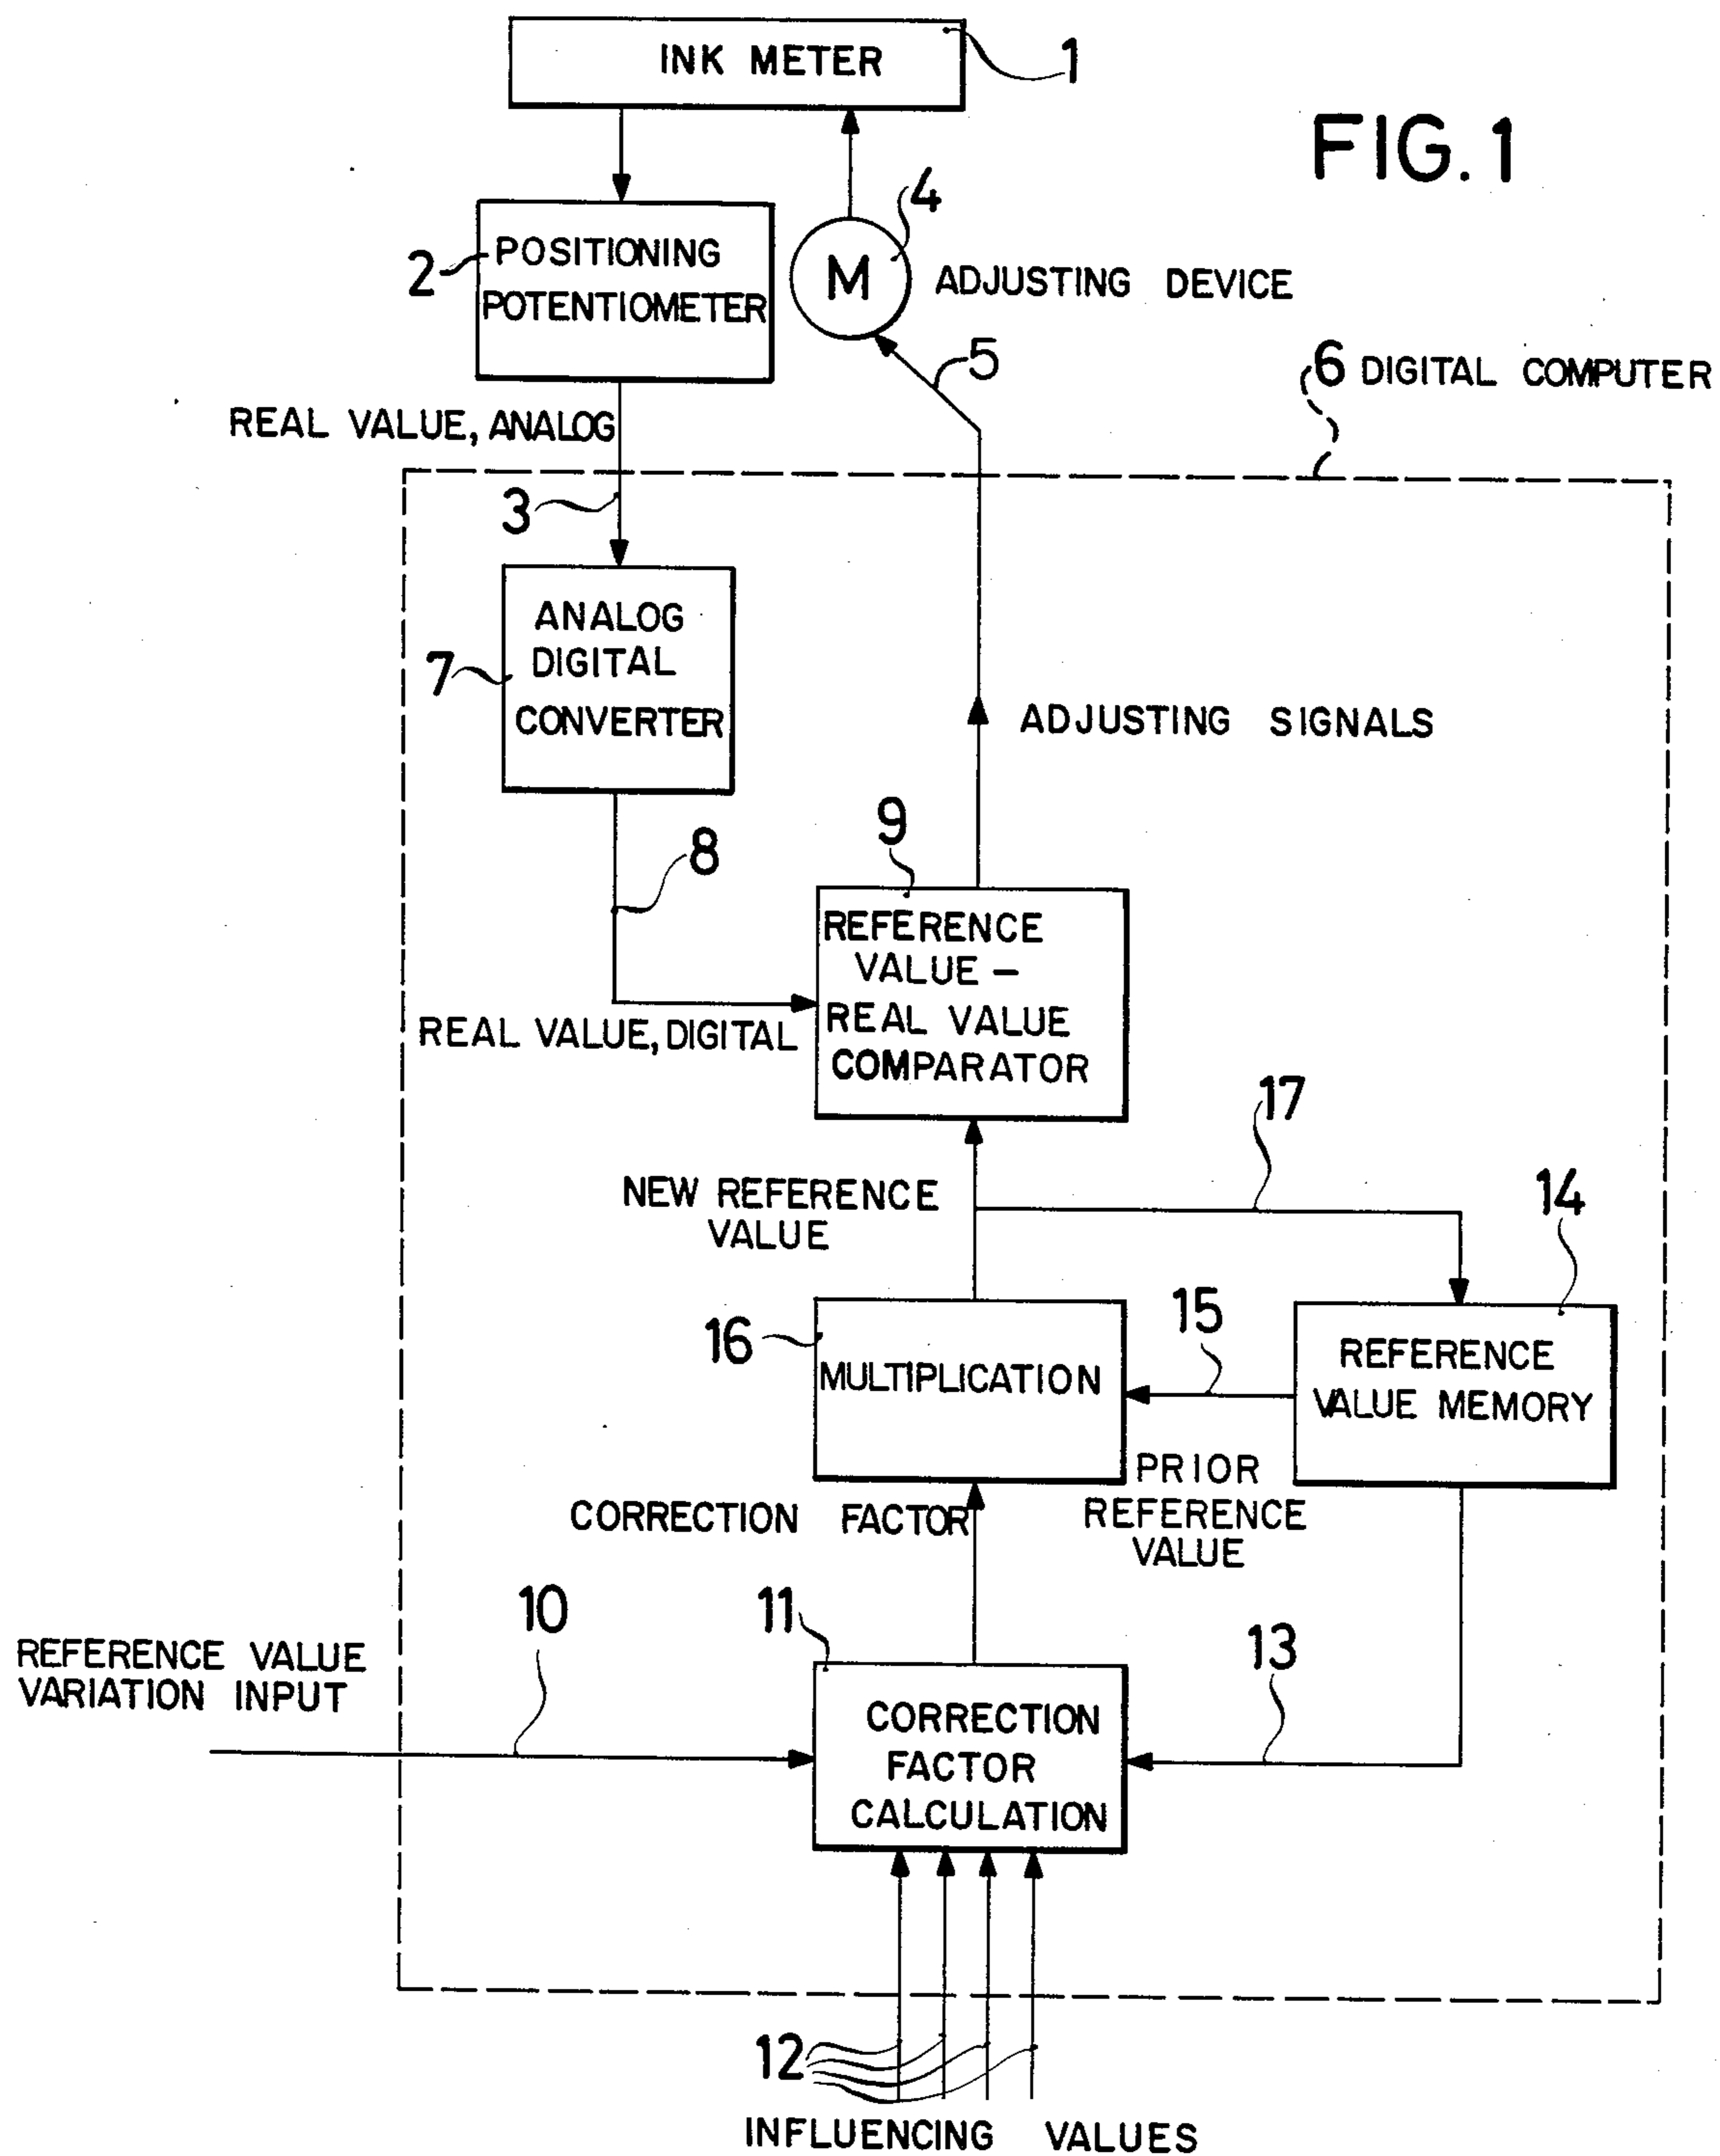 INK METER
1
FIG. 1
4
2
POSITIONING
POTENTIOMETER
M
ADJUSTING DEVICE
5
6 DIGITAL COMPUTER
REAL VALUE, ANALOG
3
ANALOG
DIGITAL
CONVERTER
7
ADJUSTING SIGNALS
8
9
REFERENCE
VALUE –
REAL VALUE
COMPARATOR
REAL VALUE, DIGITAL
17
NEW REFERENCE
VALUE
14
16
MULTIPLICATION
15
REFERENCE
VALUE MEMORY
PRIOR
REFERENCE
VALUE
CORRECTION FACTOR
10
11
13
REFERENCE VALUE
VARIATION INPUT
CORRECTION
FACTOR
CALCULATION
12
INFLUENCING VALUES